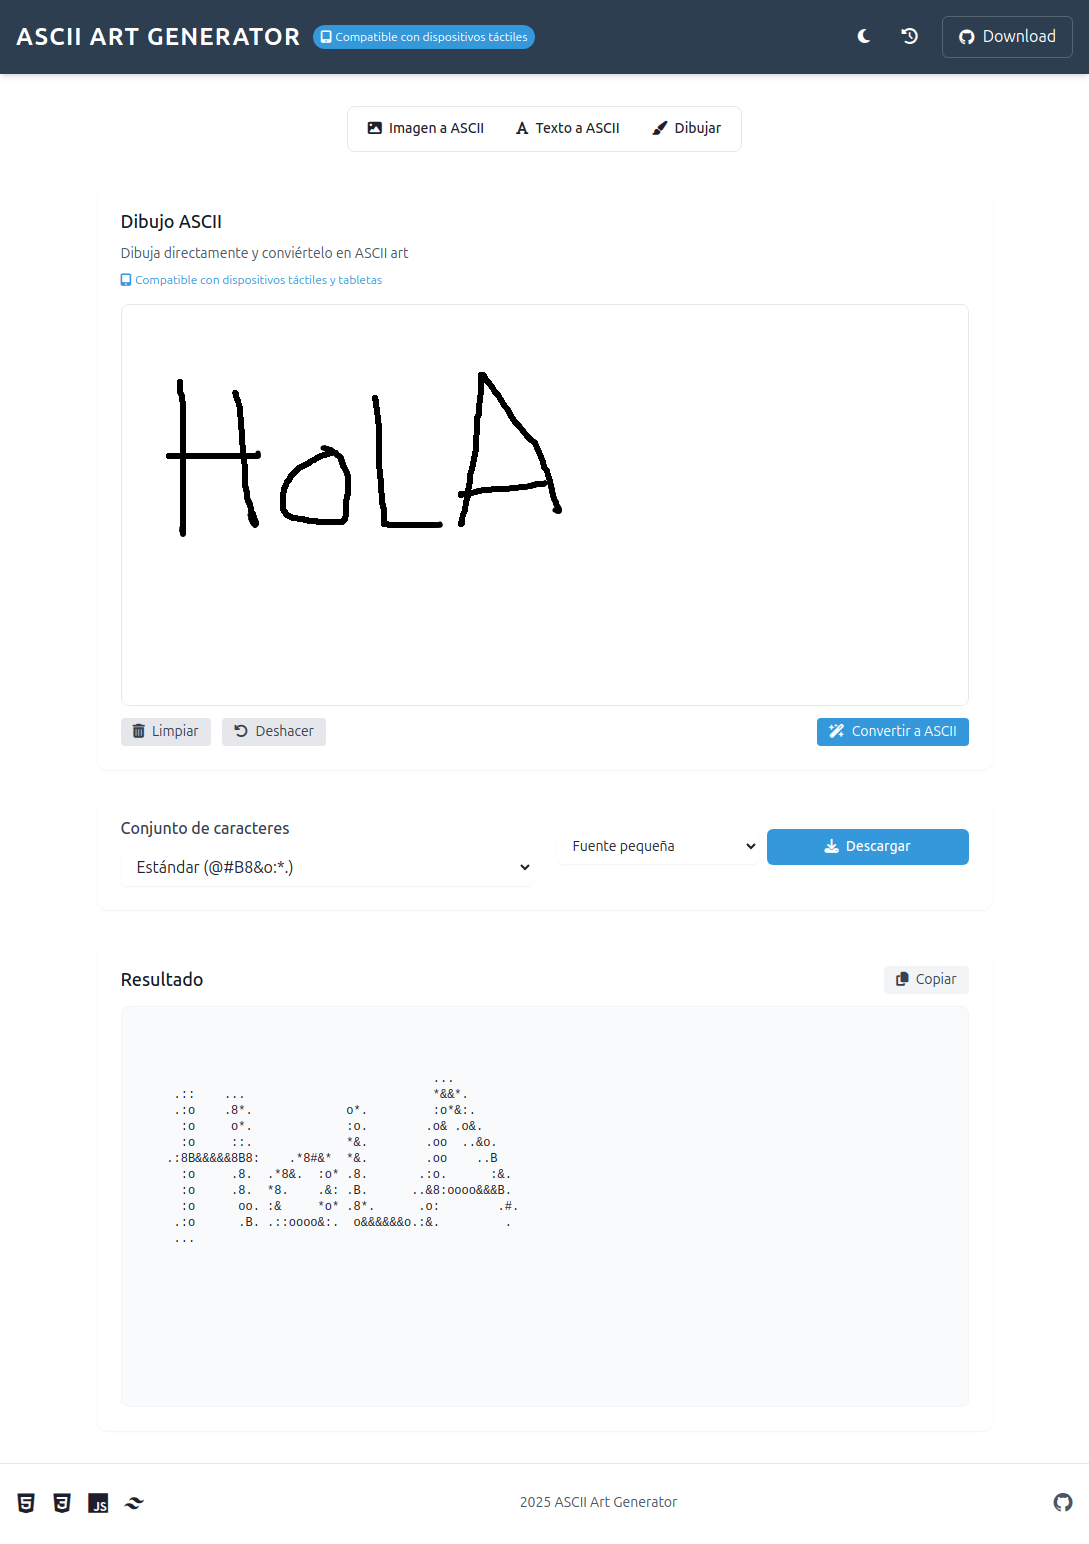 ASCII ART GENERATOR Compatible con dispositivos táctiles Download
Imagen a ASCII Texto a ASCII Dibujar
Dibujo ASCII
Dibuja directamente y conviértelo en ASCII art
Compatible con dispositivos táctiles y tabletas
HoLA
Limpiar Deshacer Convertir a ASCII
Conjunto de caracteres
Estándar (@#B8&o:*.) Fuente pequeña Descargar
Resultado Copiar
                                     ...
 .::    ...                          *&&*.
 .:o    .8*.             o*.         :o*&:.
  :o     o*.             :o.        .o& .o&.
  :o     ::.             *&.        .oo  ..&o.
.:8B&&&&&8B8:    .*8#&*  *&.        .oo    ..B
  :o     .8.  .*8&.  :o* .8.       .:o.      :&.
  :o     .8.  *8.    .&: .B.      ..&8:oooo&&&B.
  :o      oo. :&     *o* .8*.      .o:        .#.
 .:o      .B. .::oooo&:.  o&&&&&&o.:&.         .
 ...
JS 2025 ASCII Art Generator